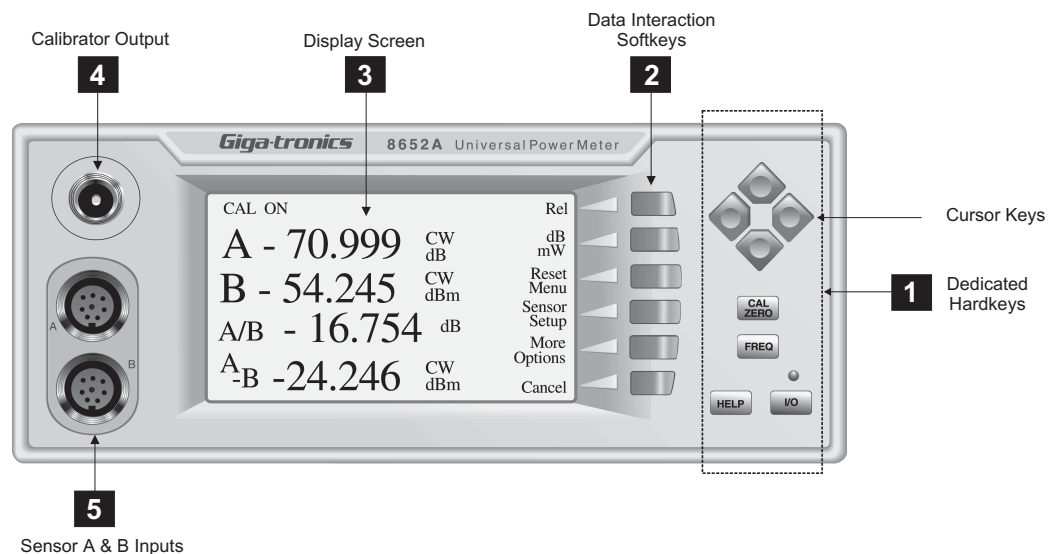 Calibrator Output
4
Display Screen
3
Data Interaction
Softkeys
2
Giga-tronics 8652A Universal Power Meter
CAL ON
A - 70.999 CW dB
B - 54.245 CW dBm
A/B - 16.754 dB
A-B -24.246 CW dBm
Rel
dB
mW
Reset
Menu
Sensor
Setup
More
Options
Cancel
Cursor Keys
1
Dedicated
Hardkeys
CAL
ZERO
FREQ
HELP
I/O
A
B
5
Sensor A & B Inputs